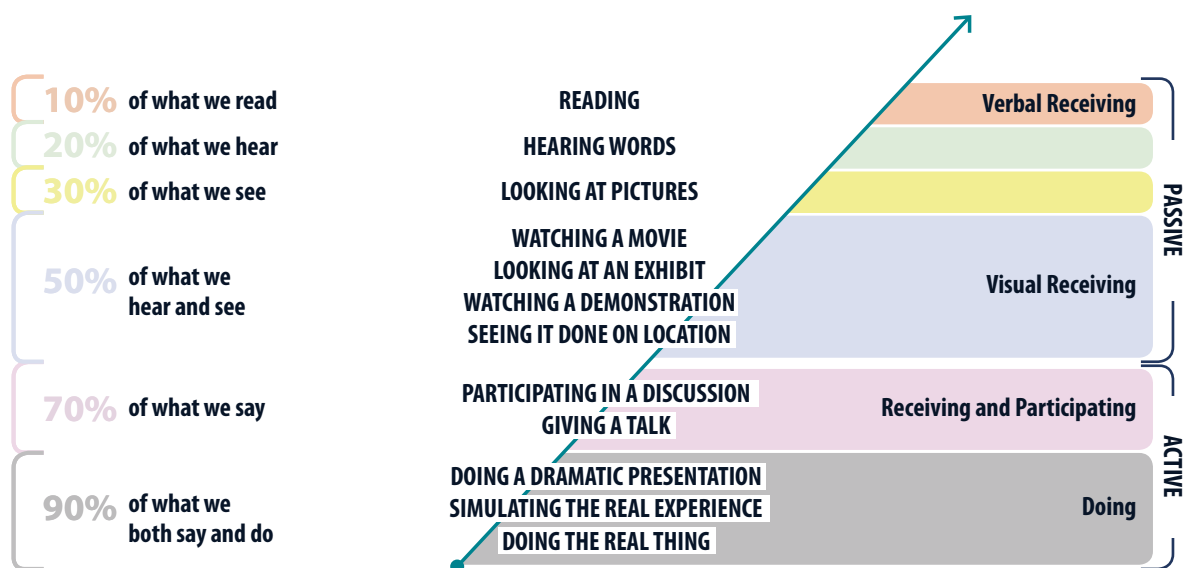 10% of what we read
READING
Verbal Receiving
20% of what we hear
HEARING WORDS
30% of what we see
LOOKING AT PICTURES
PASSIVE
50% of what we
hear and see
WATCHING A MOVIE
LOOKING AT AN EXHIBIT
WATCHING A DEMONSTRATION
SEEING IT DONE ON LOCATION
Visual Receiving
70% of what we say
PARTICIPATING IN A DISCUSSION
GIVING A TALK
Receiving and Participating
ACTIVE
90% of what we
both say and do
DOING A DRAMATIC PRESENTATION
SIMULATING THE REAL EXPERIENCE
DOING THE REAL THING
Doing